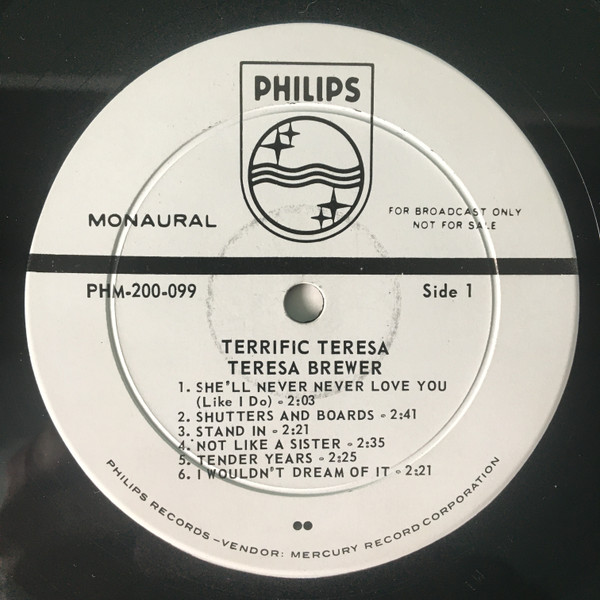 PHILIPS
MONAURAL
FOR BROADCAST ONLY
NOT FOR SALE
PHM-200-099
Side 1
TERRIFIC TERESA
TERESA BREWER
1. SHE'LL NEVER NEVER LOVE YOU
(Like I Do) - 2:03
2. SHUTTERS AND BOARDS - 2:41
3. STAND IN - 2:21
4. NOT LIKE A SISTER - 2:35
5. TENDER YEARS - 2:25
6. I WOULDN'T DREAM OF IT - 2:21
PHILIPS RECORDS-VENDOR: MERCURY RECORD CORPORATION